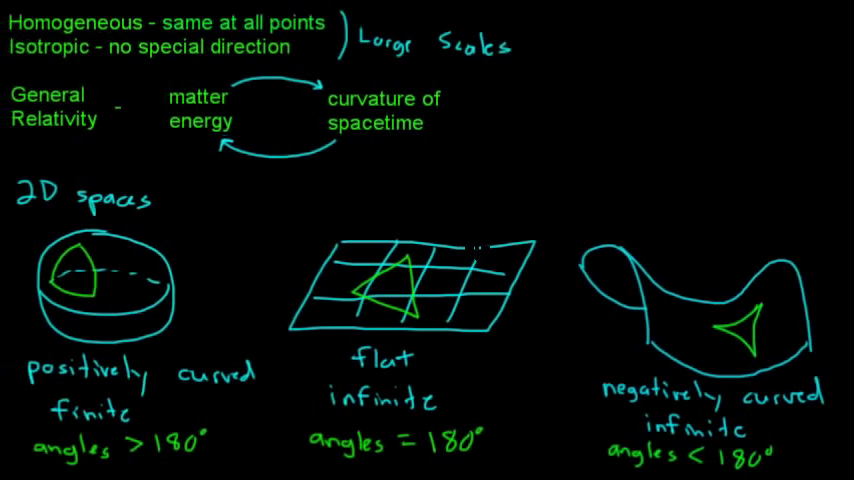 Homogeneous - same at all points
Isotropic - no special direction
Large Scales
General Relativity - matter energy
curvature of spacetime
2D spaces
positively curved
finite
angles > 180°
flat
infinite
angles = 180°
negatively curved
infinite
angles < 180°